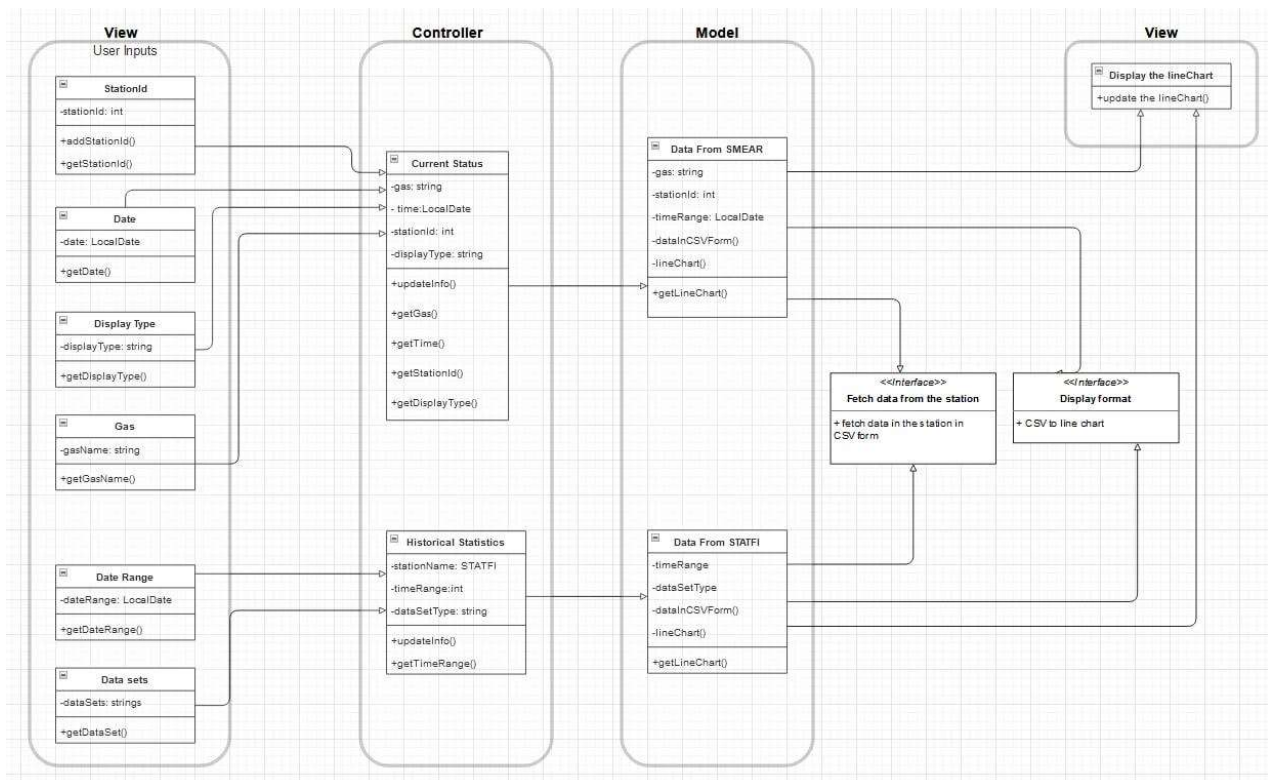 View
User Inputs
StationId
-stationId: int
+addStationId()
+getStationId()
Date
-date: LocalDate
+getDate()
Display Type
-displayType: string
+getDisplayType()
Gas
-gasName: string
+getGasName()
Date Range
-dateRange: LocalDate
+getDateRange()
Data sets
-dataSets: strings
+getDataSet()
Controller
Current Status
-gas: string
- time:LocalDate
-stationId: int
-displayType: string
+updateInfo()
+getGas()
+getTime()
+getStationId()
+getDisplayType()
Historical Statistics
-stationName: STATFI
-timeRange:int
-dataSetType: string
+updateInfo()
+getTimeRange()
Model
Data From SMEAR
-gas: string
-stationId: int
-timeRange: LocalDate
-dataInCSVForm()
-lineChart()
+getLineChart()
Data From STATFI
-timeRange
-dataSetType
-dataInCSVForm()
-lineChart()
+getLineChart()
<<Interface>>
Fetch data from the station
+ fetch data in the station in
CSV form
<<Interface>>
Display format
+ CSV to line chart
View
Display the lineChart
+update the lineChart()